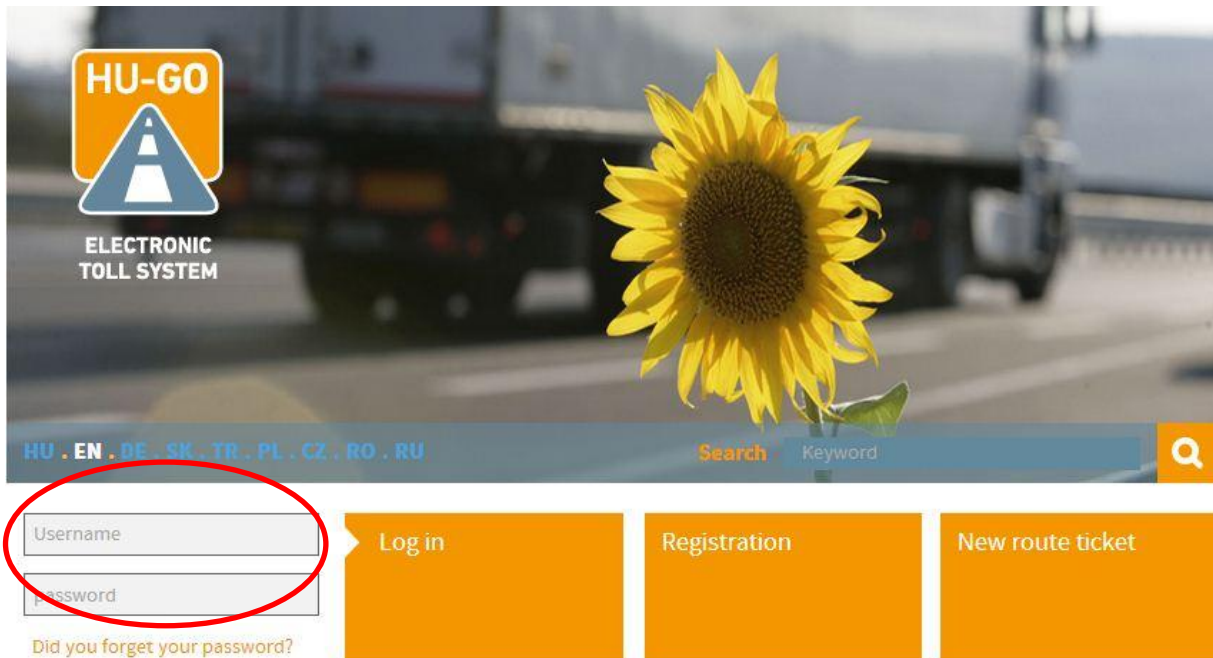 HU-GO
ELECTRONIC
TOLL SYSTEM
HU . EN . DE . SK . TR . PL . CZ . RO . RU
Search
Keyword
Username
Log in
Registration
New route ticket
password
Did you forget your password?